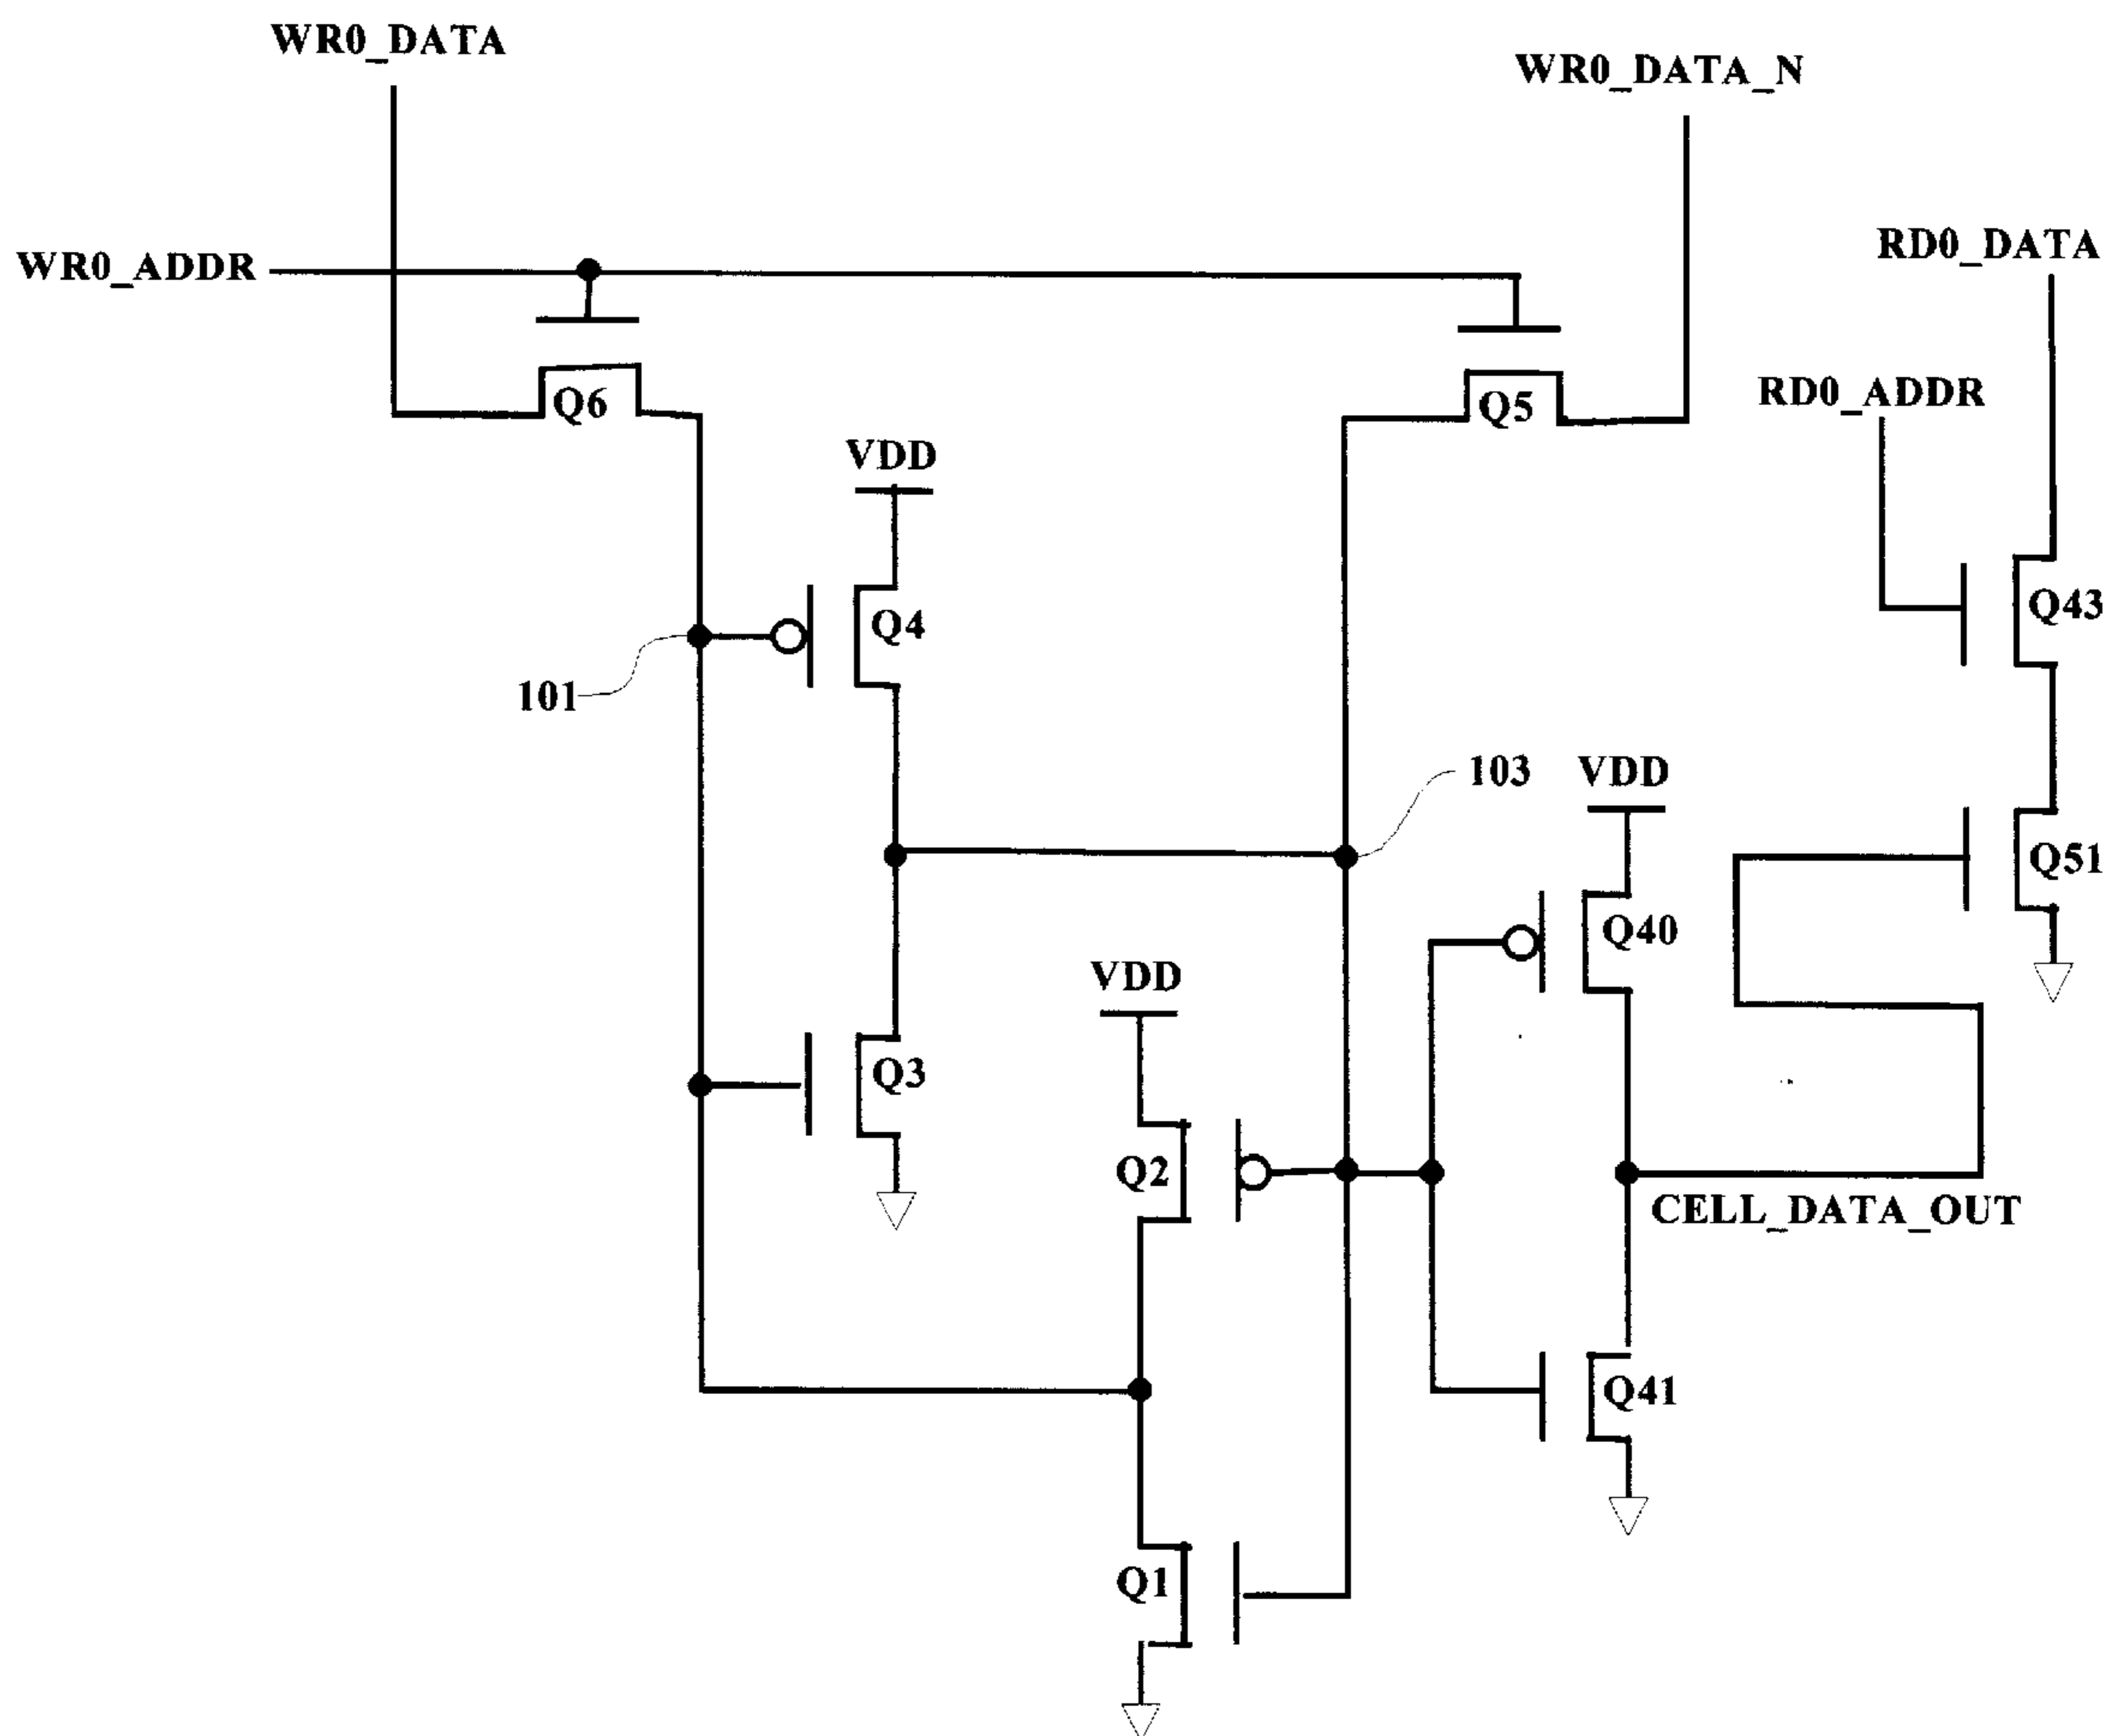 WR0_DATA
WR0_DATA_N
RD0_DATA
WR0_ADDR
RD0_ADDR
Q6
Q5
VDD
Q4
Q43
101
103
VDD
Q51
Q40
VDD
Q3
Q2
CELL_DATA_OUT
Q41
Q1